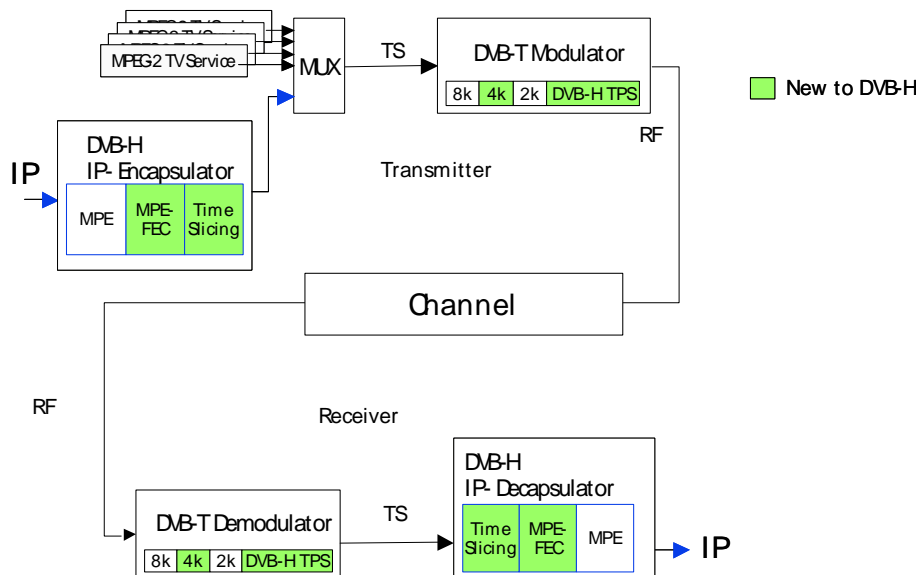 MPEG2 TV Service
MUX
TS
DVB-T Modulator
8k 4k 2k DVB-H TPS
New to DVB-H
RF
DVB-H
IP- Encapsulator
IP
MPE
MPE-
FEC
Time
Slicing
Transmitter
Channel
RF
Receiver
DVB-T Demodulator
8k 4k 2k DVB-H TPS
TS
DVB-H
IP- Decapsulator
Time
Slicing
MPE-
FEC
MPE
IP